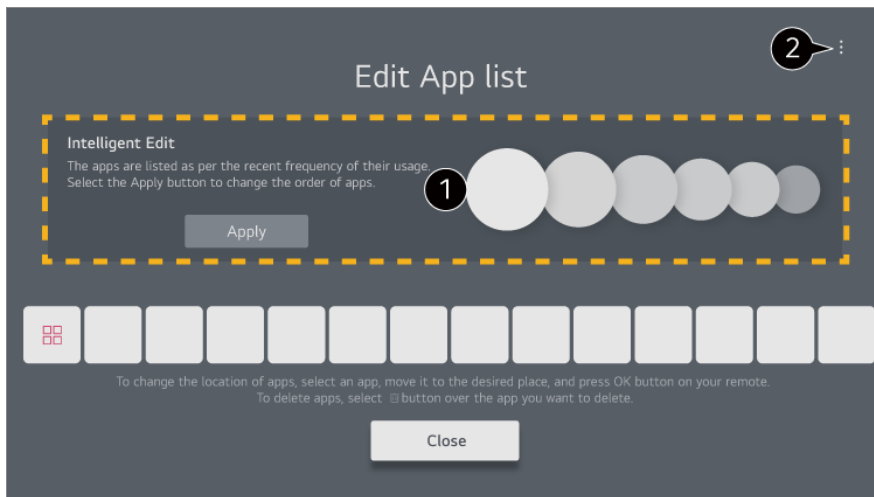 2
Edit App list
Intelligent Edit
The apps are listed as per the recent frequency of their usage.
Select the Apply button to change the order of apps.
1
Apply
To change the location of apps, select an app, move it to the desired place, and press OK button on your remote.
To delete apps, select button over the app you want to delete.
Close